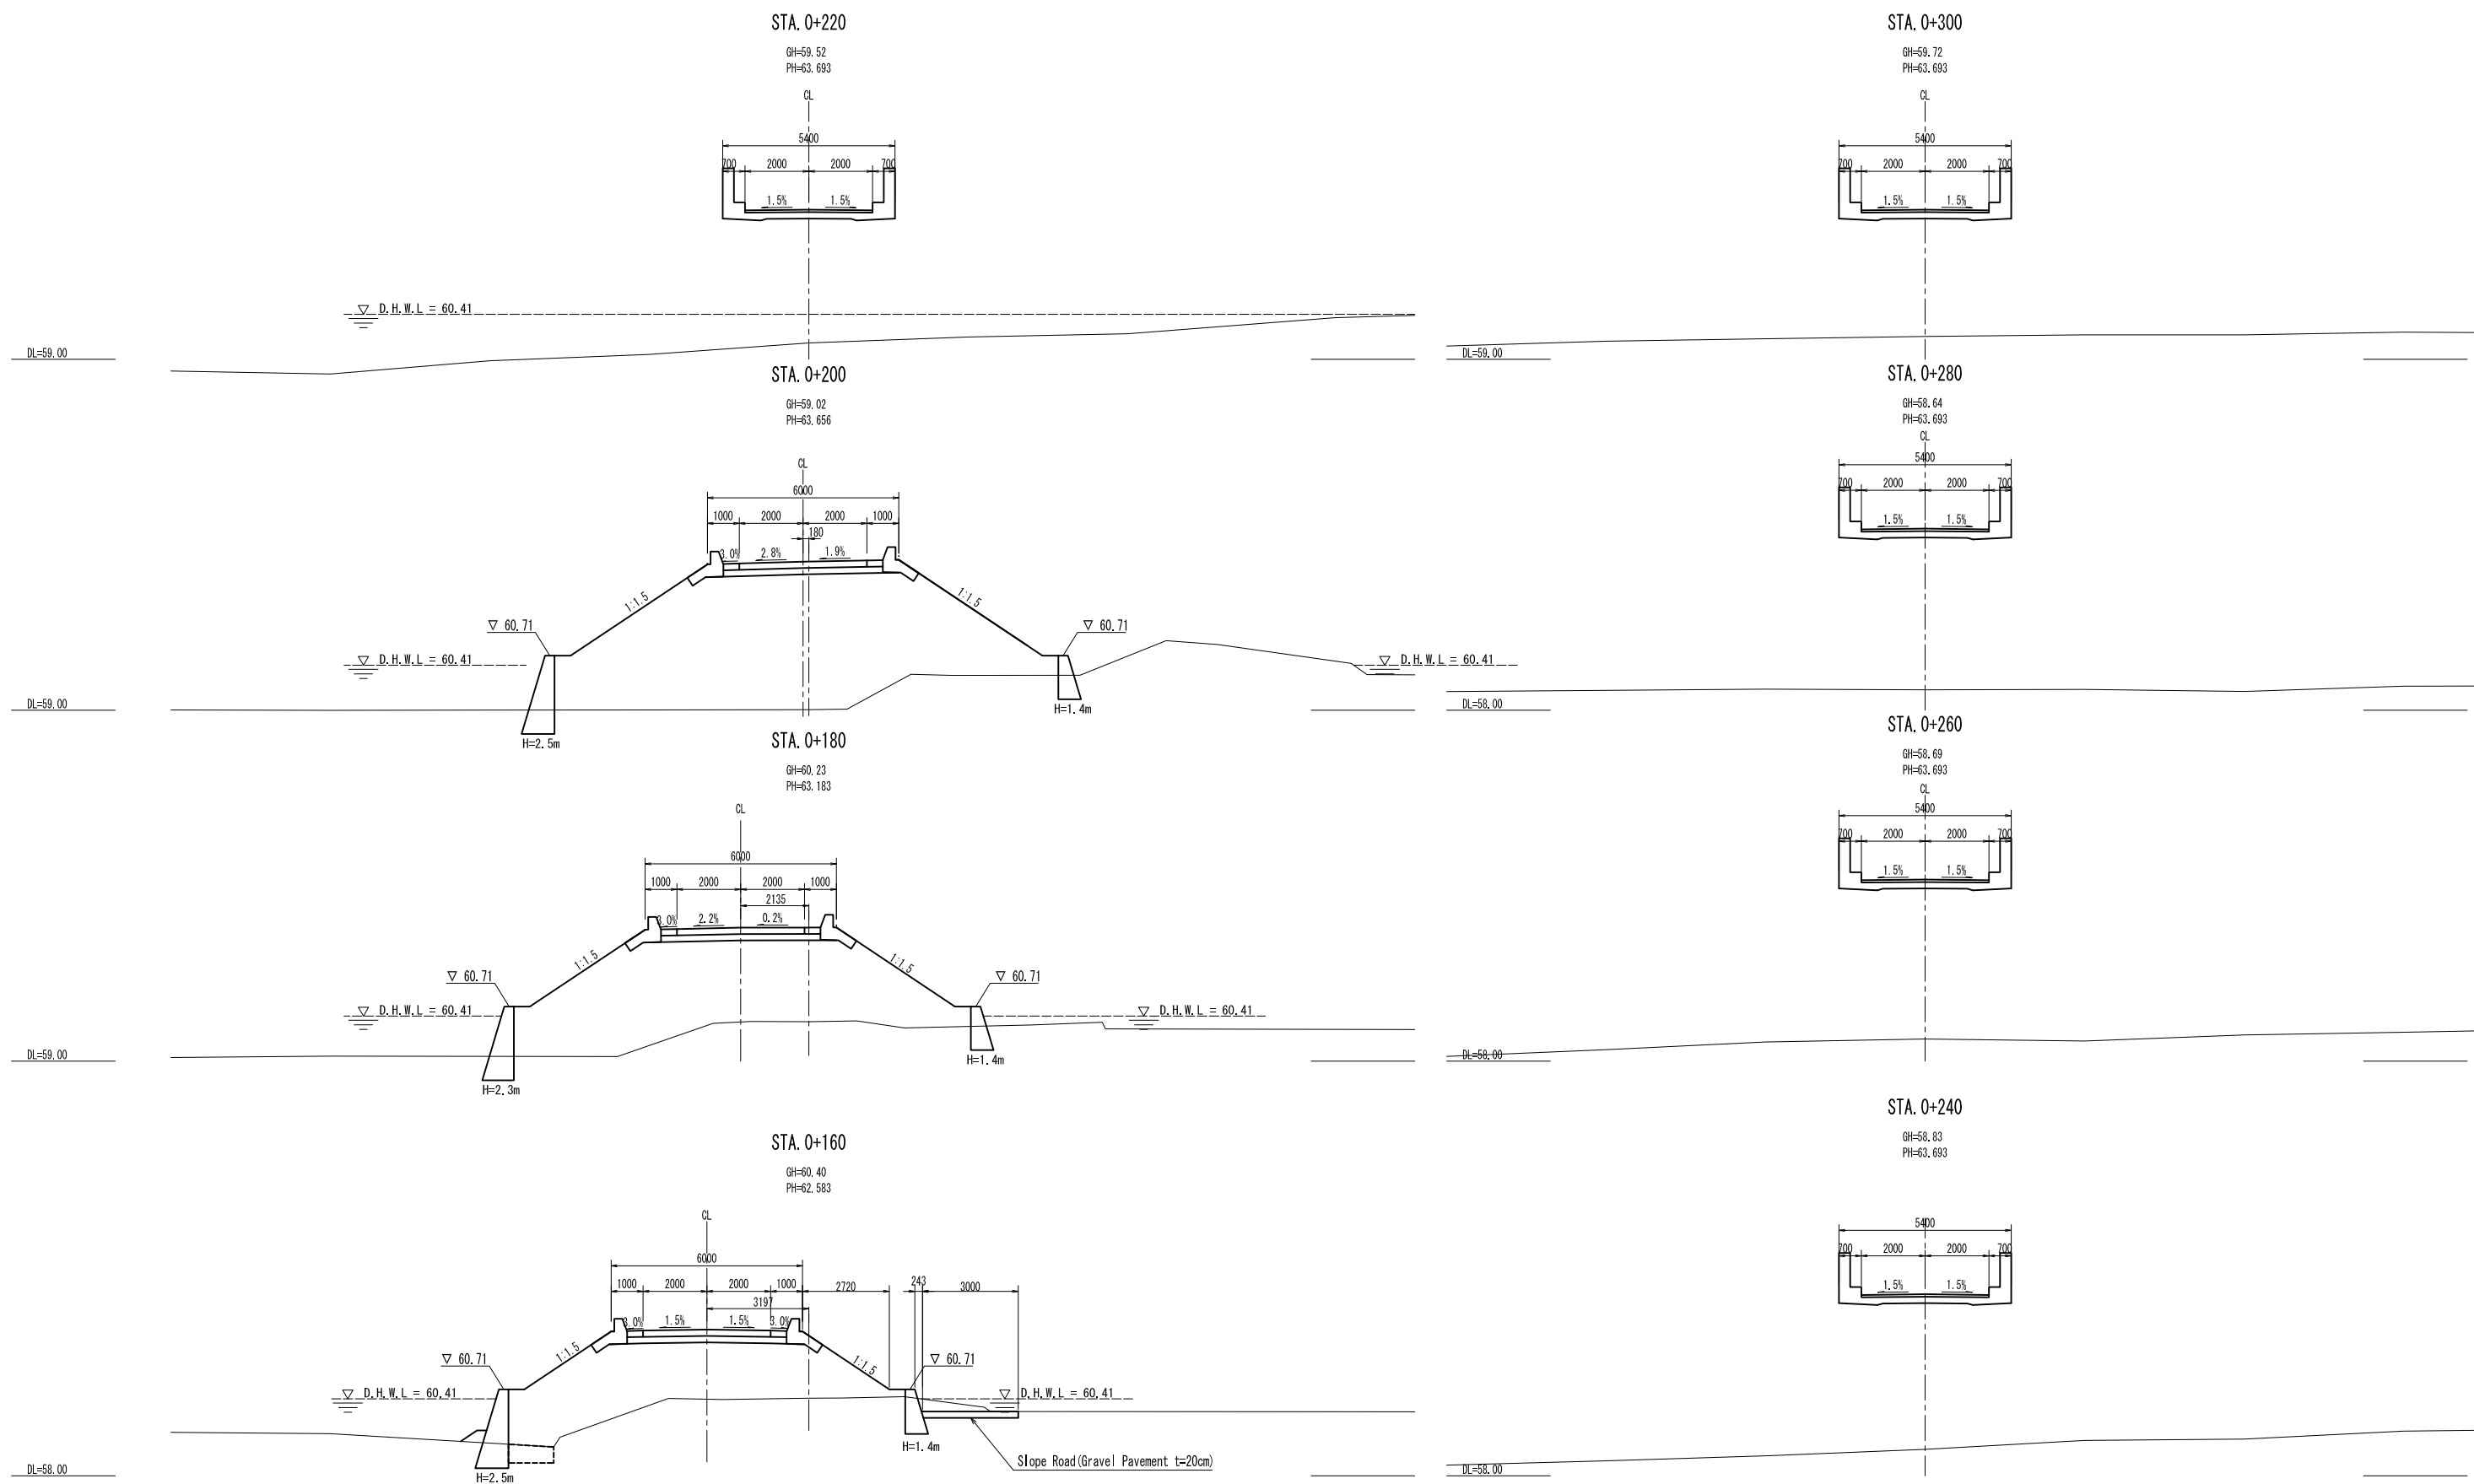 STA. 0+220
GH=59.52
PH=63.693
CL
5400
700 2000 2000 700
1.5% 1.5%
D.H.W.L = 60.41
DL=59.00
STA. 0+200
GH=59.02
PH=63.656
CL
6000
1000 2000 2000 1000
180
3.0% 2.8% 1.9%
1:1.5 1:1.5
60.71 60.71
D.H.W.L = 60.41 D.H.W.L = 60.41
DL=59.00
H=1.4m
H=2.5m
STA. 0+180
GH=60.23
PH=63.183
CL
6000
1000 2000 2000 1000
2135
3.0% 2.2% 0.2%
1:1.5 1:1.5
60.71 60.71
D.H.W.L = 60.41 D.H.W.L = 60.41
DL=59.00
H=1.4m
H=2.3m
STA. 0+160
GH=60.40
PH=62.583
CL
6000
1000 2000 2000 1000 2720 243 3000
3197
3.0% 1.5% 1.5% 3.0%
1:1.5 1:1.5
60.71 60.71
D.H.W.L = 60.41 D.H.W.L = 60.41
H=1.4m
Slope Road(Gravel Pavement t=20cm)
DL=58.00
H=2.5m
STA. 0+300
GH=59.72
PH=63.693
CL
5400
700 2000 2000 700
1.5% 1.5%
DL=59.00
STA. 0+280
GH=58.64
PH=63.693
CL
5400
700 2000 2000 700
1.5% 1.5%
DL=58.00
STA. 0+260
GH=58.69
PH=63.693
CL
5400
700 2000 2000 700
1.5% 1.5%
DL=58.00
STA. 0+240
GH=58.83
PH=63.693
5400
700 2000 2000 700
1.5% 1.5%
DL=58.00